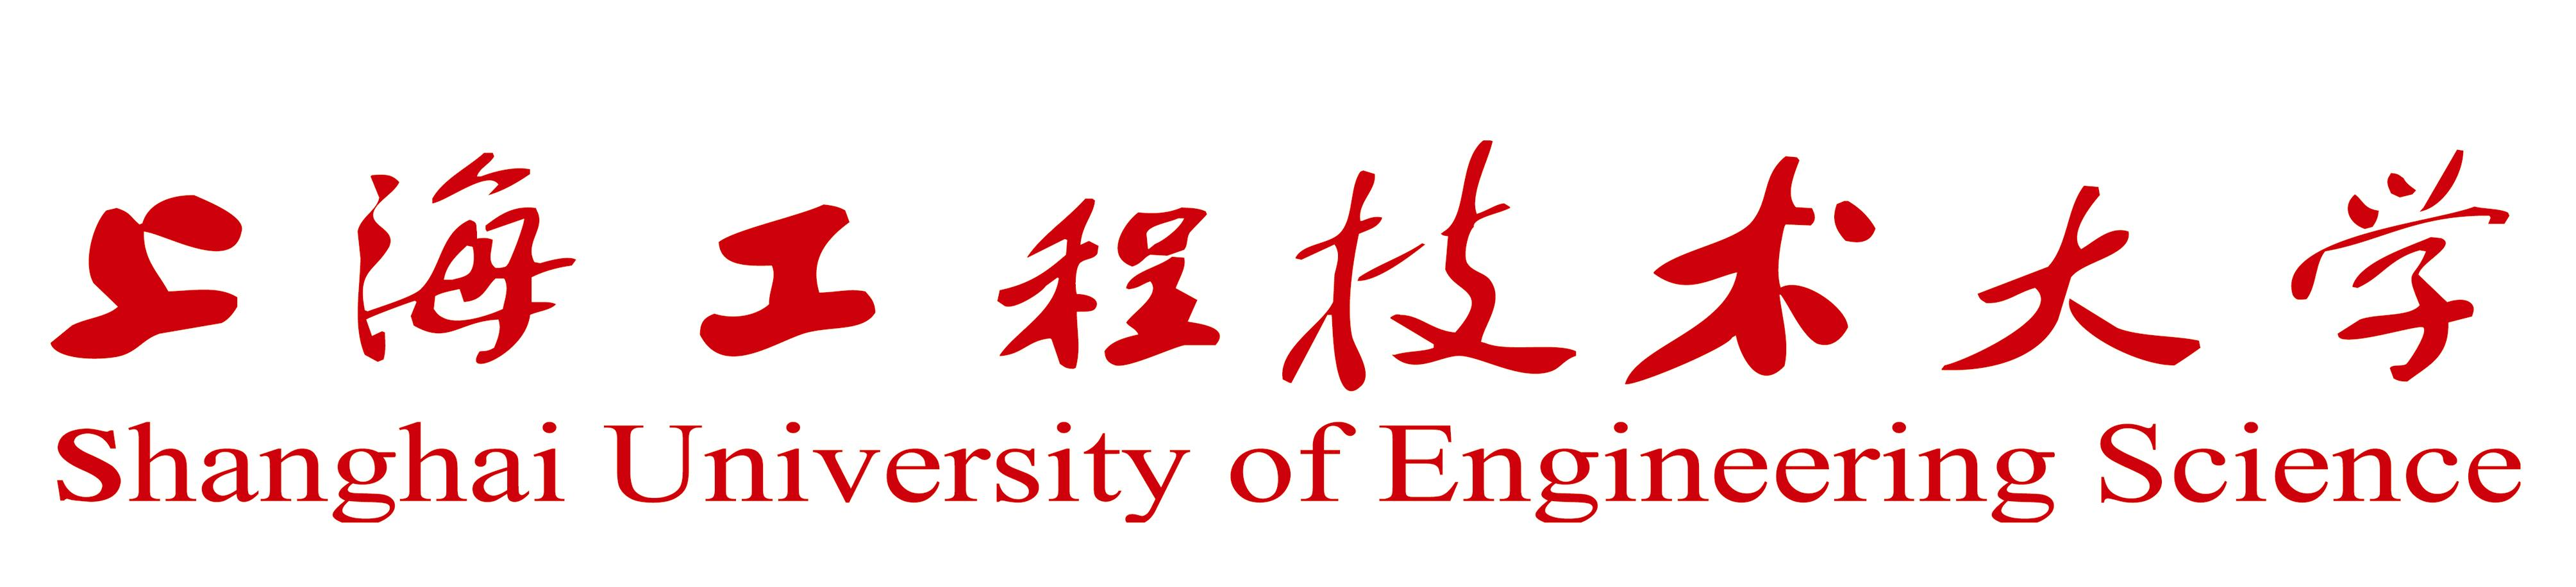 上海工程技术大学
Shanghai University of Engineering Science